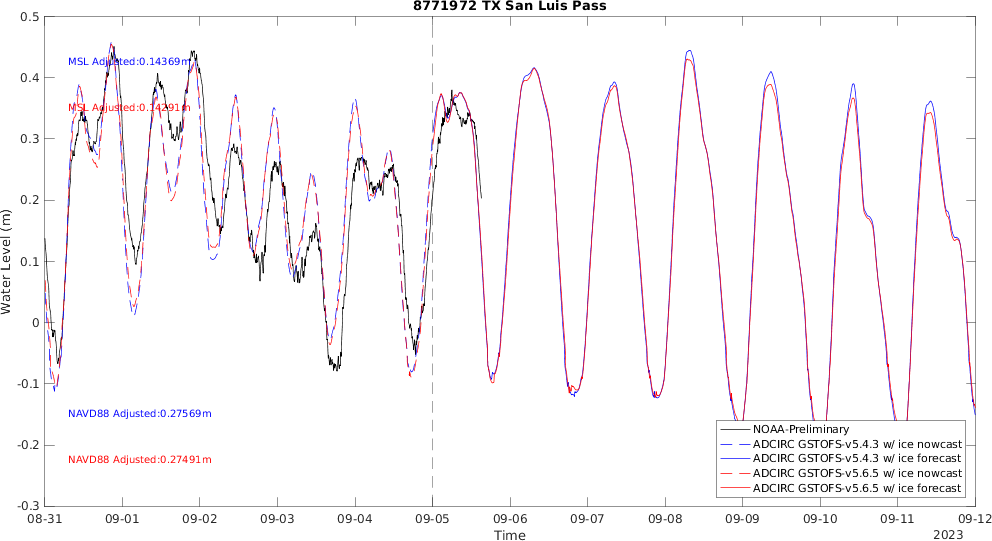 8771972 TX San Luis Pass
0.5
0.4
0.3
0.2
0.1
0
-0.1
-0.2
-0.3
Water Level (m)
MSL Adjusted:0.14369m
MSL Adjusted:0.14291m
NAVD88 Adjusted:0.27569m
NAVD88 Adjusted:0.27491m
NOAA-Preliminary
ADCIRC GSTOFS-v5.4.3 w/ ice nowcast
ADCIRC GSTOFS-v5.4.3 w/ ice forecast
ADCIRC GSTOFS-v5.6.5 w/ ice nowcast
ADCIRC GSTOFS-v5.6.5 w/ ice forecast
08-31 09-01 09-02 09-03 09-04 09-05 09-06 09-07 09-08 09-09 09-10 09-11 09-12
Time
2023